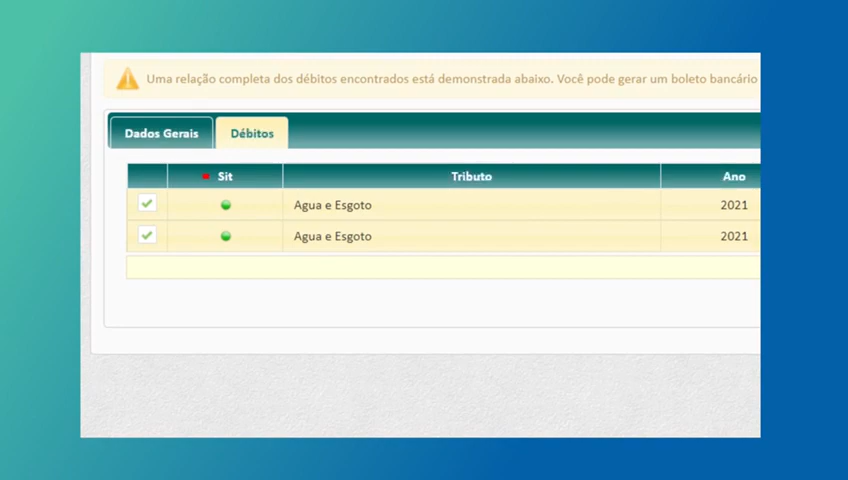 Uma relação completa dos débitos encontrados está demonstrada abaixo. Você pode gerar um boleto bancário
Dados Gerais Débitos
Sit Tributo Ano
Agua e Esgoto 2021
Agua e Esgoto 2021